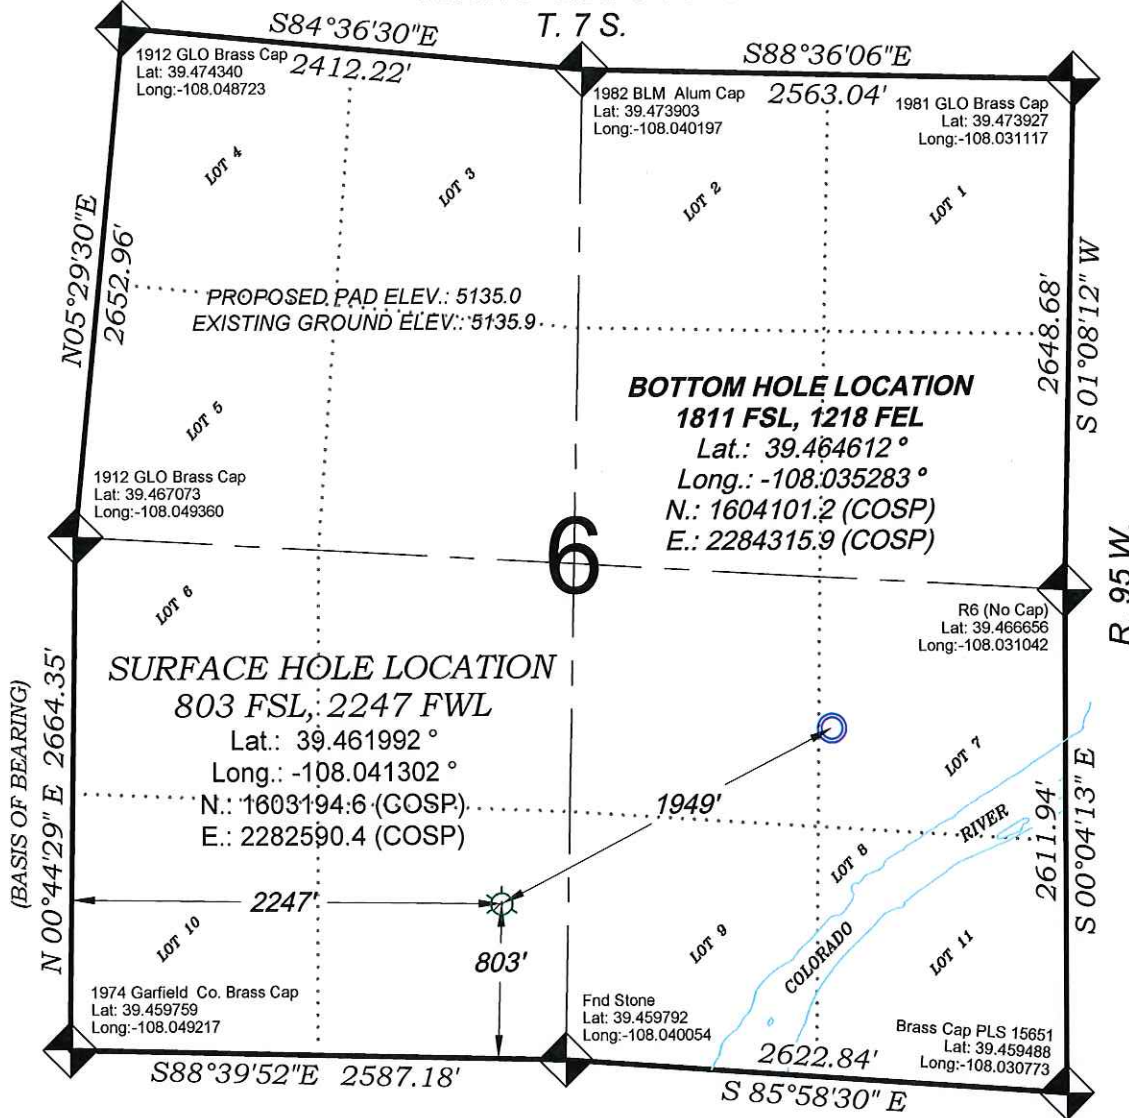 T. 7 S.
S84°36'30"E
2412.22'
S88°36'06"E
2563.04'
1912 GLO Brass Cap
Lat: 39.474340
Long:-108.048723
1982 BLM Alum Cap
Lat: 39.473903
Long:-108.040197
1981 GLO Brass Cap
Lat: 39.473927
Long:-108.031117
LOT 4
LOT 3
LOT 2
LOT 1
N05°29'30"E
2652.96'
PROPOSED PAD ELEV.: 5135.0
EXISTING GROUND ELEV.: 5135.9
2648.68'
S 01°08'12" W
BOTTOM HOLE LOCATION
1811 FSL, 1218 FEL
Lat.: 39.464612°
Long.: -108.035283°
N.: 1604101.2 (COSP)
E.: 2284315.9 (COSP)
LOT 5
1912 GLO Brass Cap
Lat: 39.467073
Long:-108.049360
6
R. 95 W.
LOT 6
R6 (No Cap)
Lat: 39.466656
Long:-108.031042
SURFACE HOLE LOCATION
803 FSL, 2247 FWL
Lat.: 39.461992°
Long.: -108.041302°
N.: 1603194.6 (COSP)
E.: 2282590.4 (COSP)
(BASIS OF BEARING)
N 00°44'29" E 2664.35'
LOT 7
1949'
RIVER
LOT 8
2611.94'
S 00°04'13" E
2247'
803'
LOT 10
LOT 9
COLORADO
LOT 11
1974 Garfield Co. Brass Cap
Lat: 39.459759
Long:-108.049217
Fnd Stone
Lat: 39.459792
Long:-108.040054
Brass Cap PLS 15651
Lat: 39.459488
Long:-108.030773
S88°39'52"E 2587.18'
2622.84'
S 85°58'30" E